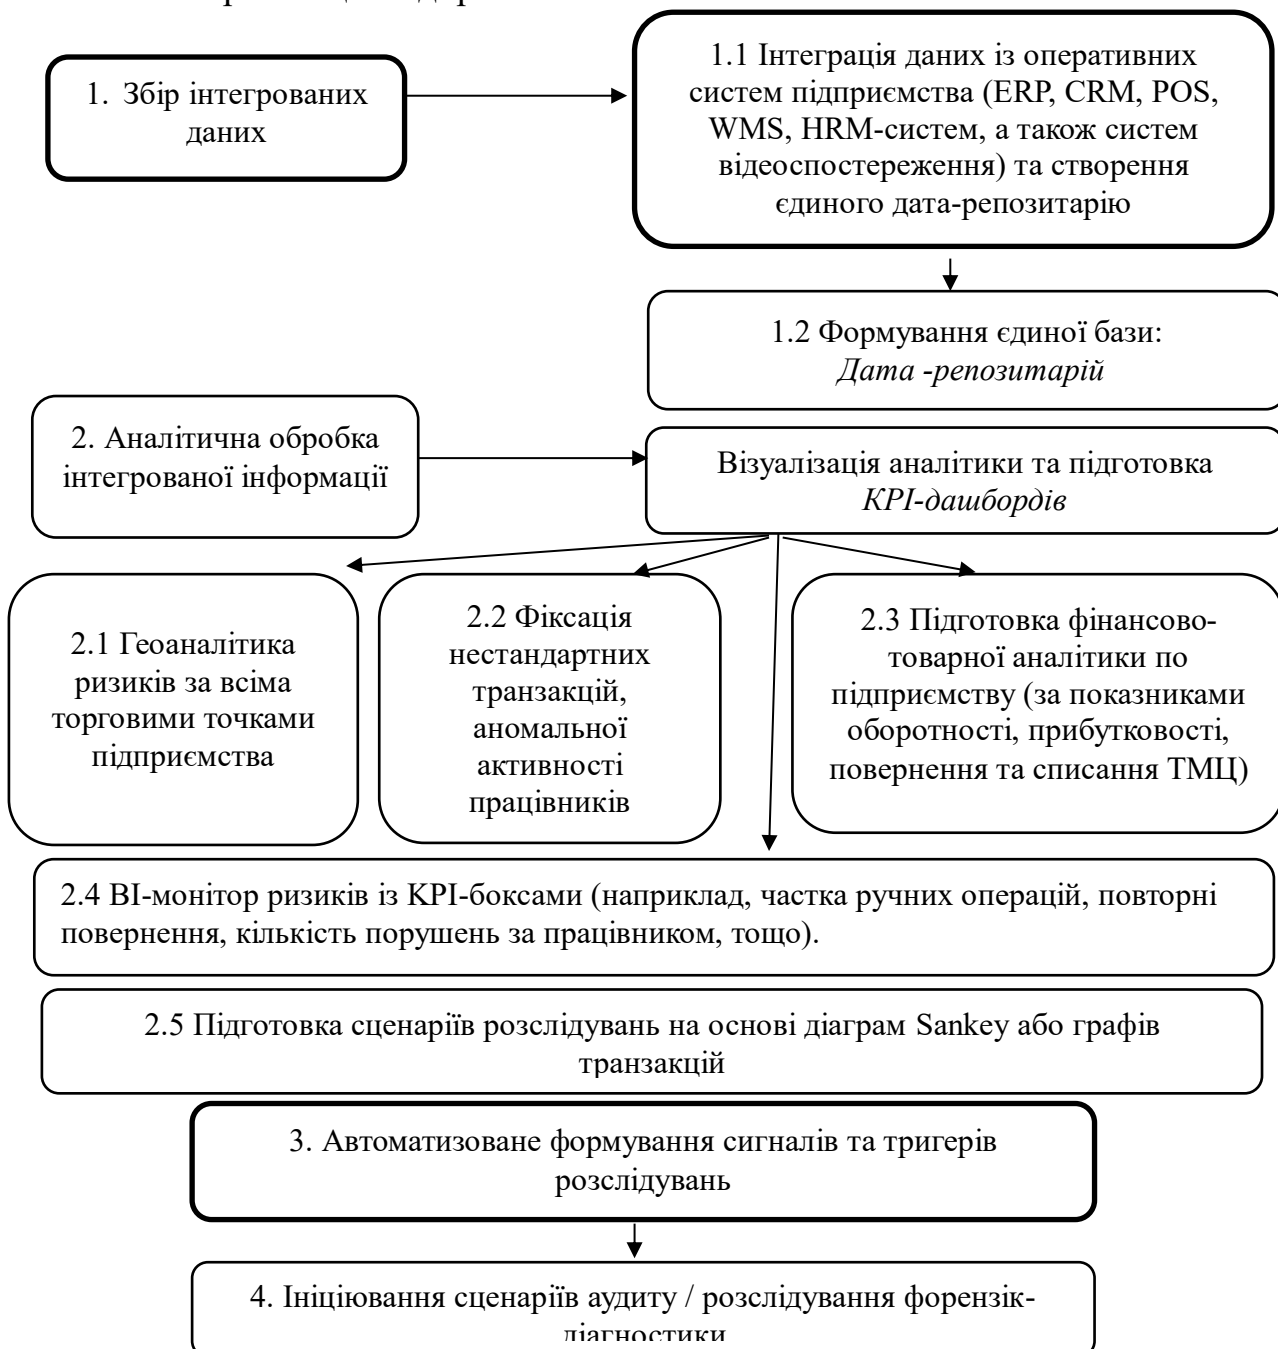 1. Збір інтегрованих
даних
1.1 Інтеграція даних із оперативних
систем підприємства (ERP, CRM, POS,
WMS, HRM-систем, а також систем
відеоспостереження) та створення
єдиного дата-репозитарію
1.2 Формування єдиної бази:
Дата -репозитарій
2. Аналітична обробка
інтегрованої інформації
Візуалізація аналітики та підготовка
KPI-дашбордів
2.1 Геоаналітика
ризиків за всіма
торговими точками
підприємства
2.2 Фіксація
нестандартних
транзакцій,
аномальної
активності
працівників
2.3 Підготовка фінансово-
товарної аналітики по
підприємству (за показниками
оборотності, прибутковості,
повернення та списання ТМЦ)
2.4 BI-монітор ризиків із KPI-боксами (наприклад, частка ручних операцій, повторні
повернення, кількість порушень за працівником, тощо).
2.5 Підготовка сценаріїв розслідувань на основі діаграм Sankey або графів
транзакцій
3. Автоматизоване формування сигналів та тригерів
розслідувань
4. Ініціювання сценаріїв аудиту / розслідування форензік-
діагностики